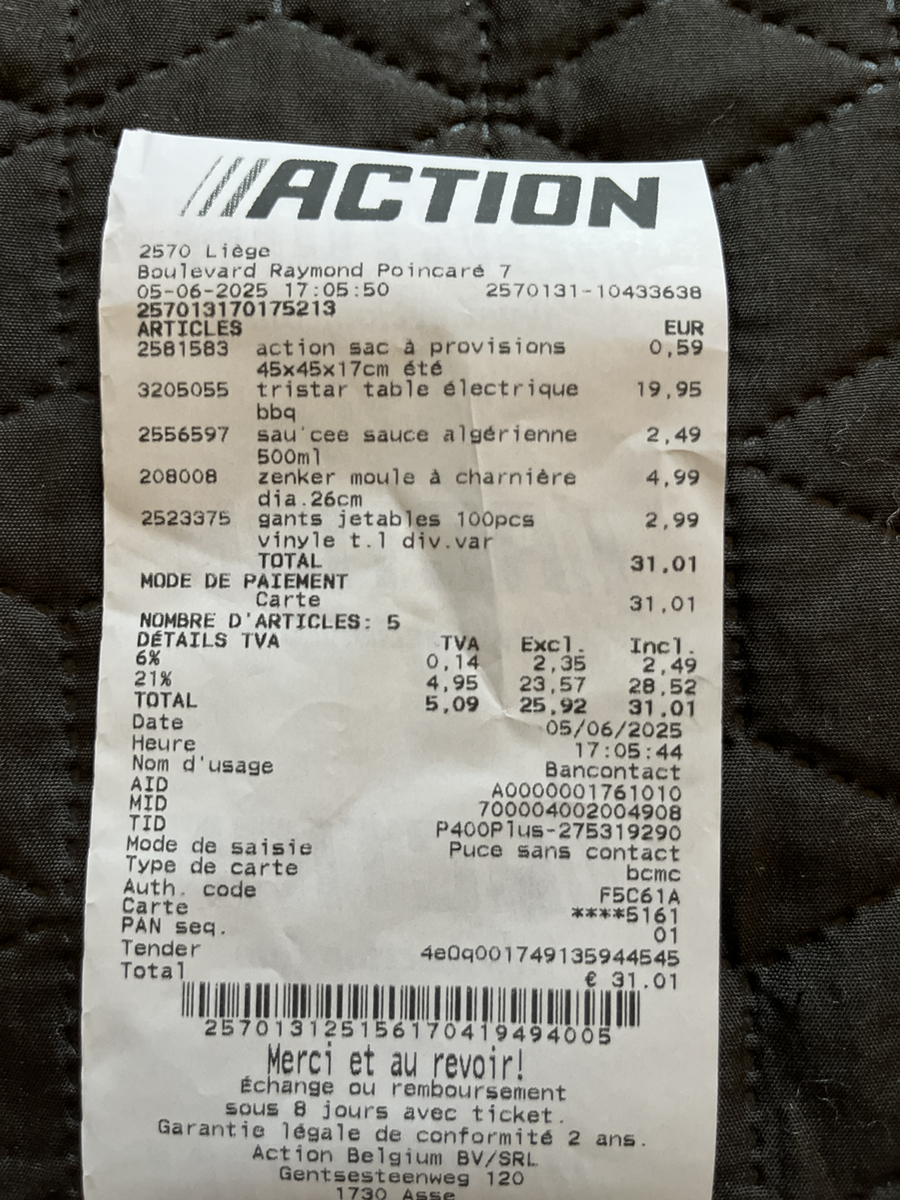 ACTION
2570 Liège
Boulevard Raymond Poincaré 7
05-06-2025 17:05:50 2570131-10433638
257013170175213
ARTICLES EUR
2581583 action sac à provisions 0,59
45x45x17cm été
3205055 tristar table électrique 19,95
bbq
2556597 sau'cee sauce algérienne 2,49
500ml
208008 zenker moule à charnière 4,99
dia.26cm
2523375 gants jetables 100pcs 2,99
vinyle t.l div.var
TOTAL 31,01
MODE DE PAIEMENT
Carte 31,01
NOMBRE D'ARTICLES: 5
DÉTAILS TVA TVA Excl. Incl.
6% 0,14 2,35 2,49
21% 4,95 23,57 28,52
TOTAL 5,09 25,92 31,01
Date 05/06/2025
Heure 17:05:44
Nom d'usage Bancontact
AID A0000001761010
MID 700004002004908
TID P400Plus-275319290
Mode de saisie Puce sans contact
Type de carte bcmc
Auth. code F5C61A
Carte ****5161
PAN seq. 01
Tender 4e0q001749135944545
Total € 31.01
2570131251561704194940​05
Merci et au revoir!
Échange ou remboursement
sous 8 jours avec ticket.
Garantie légale de conformité 2 ans.
Action Belgium BV/SRL
Gentsesteenweg 120
1730 Asse